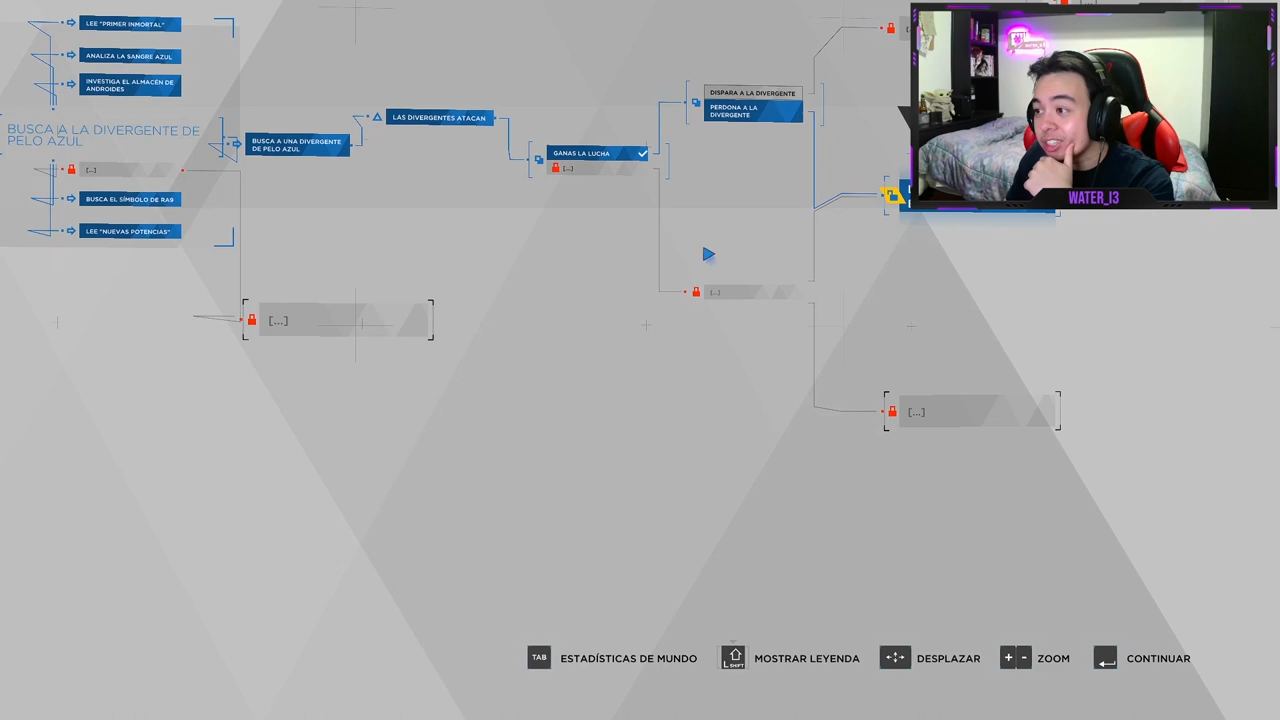 LEE "PRIMER INMORTAL"
ANALIZA LA SANGRE AZUL
INVESTIGA EL ALMACÉN DE
ANDROIDES
BUSCA A LA DIVERGENTE DE
PELO AZUL
[...]
BUSCA EL SÍMBOLO DE RA9
LEE "NUEVAS POTENCIAS"
BUSCA A UNA DIVERGENTE
DE PELO AZUL
[...]
LAS DIVERGENTES ATACAN
GANAS LA LUCHA
[...]
DISPARA A LA DIVERGENTE
PERDONA A LA
DIVERGENTE
[...]
[...]
WATER_I3
TAB ESTADÍSTICAS DE MUNDO
L SHIFT MOSTRAR LEYENDA
DESPLAZAR
+ - ZOOM
CONTINUAR